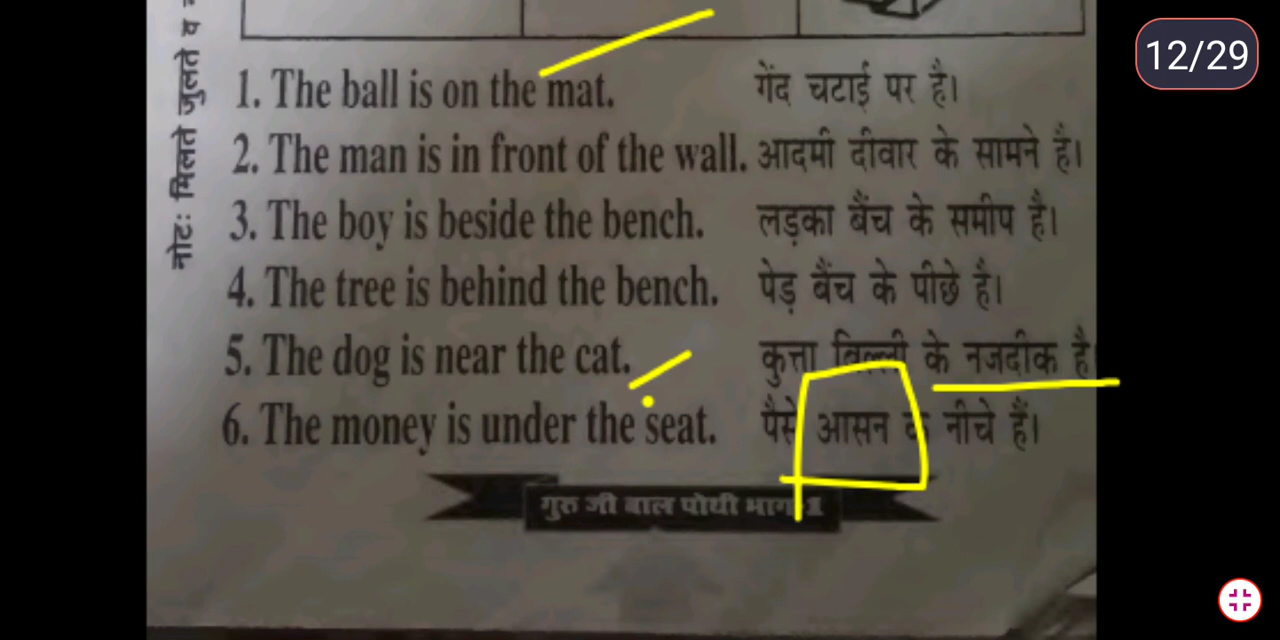 12/29
नोटः मिलते जुलते व
1. The ball is on the mat. गेंद चटाई पर है।
2. The man is in front of the wall. आदमी दीवार के सामने है।
3. The boy is beside the bench. लड़का बैंच के समीप है।
4. The tree is behind the bench. पेड़ बैंच के पीछे है।
5. The dog is near the cat. कुत्ता बिल्ली के नजदीक है
6. The money is under the seat. पैसे आसन के नीचे हैं।
गुरु जी बाल पोथी भाग-1